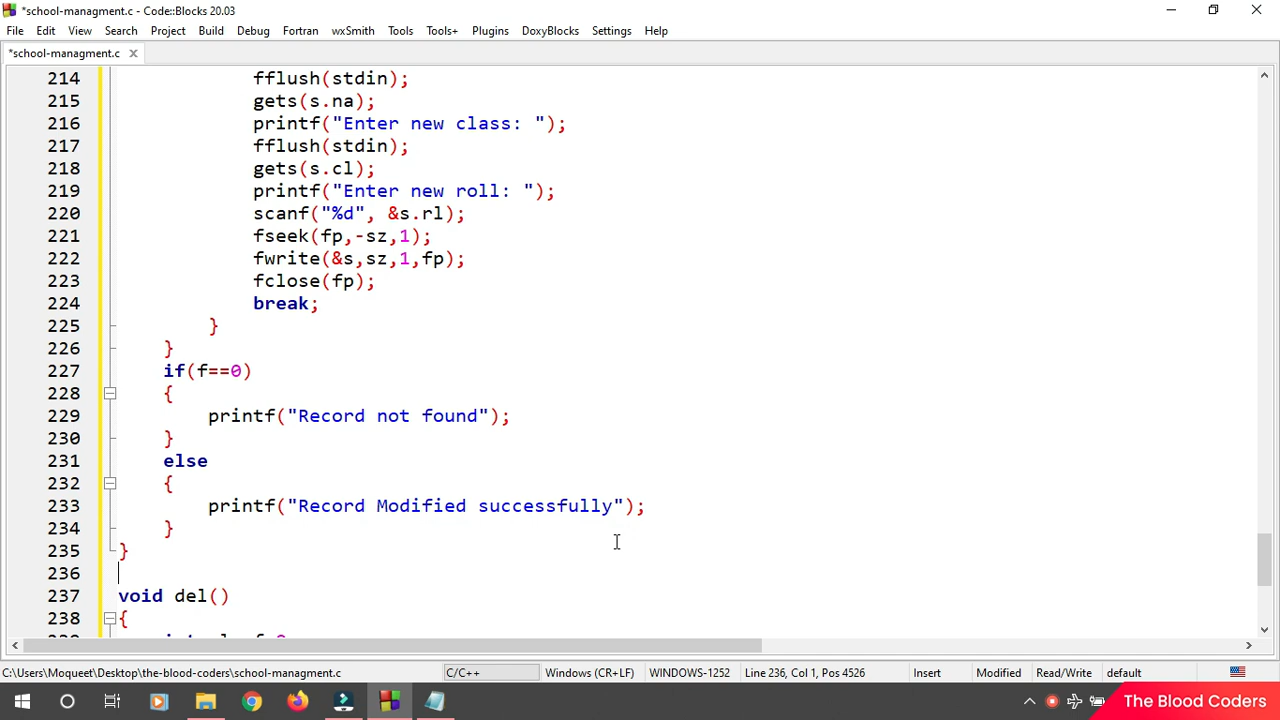 *school-managment.c - Code::Blocks 20.03
File Edit View Search Project Build Debug Fortran wxSmith Tools Tools+ Plugins DoxyBlocks Settings Help
*school-managment.c
214 fflush(stdin);
215 gets(s.na);
216 printf("Enter new class: ");
217 fflush(stdin);
218 gets(s.cl);
219 printf("Enter new roll: ");
220 scanf("%d", &s.rl);
221 fseek(fp,-sz,1);
222 fwrite(&s,sz,1,fp);
223 fclose(fp);
224 break;
225 }
226 }
227 if(f==0)
228 {
229 printf("Record not found");
230 }
231 else
232 {
233 printf("Record Modified successfully");
234 }
235 }
236
237 void del()
238 {
C:\Users\Moqueet\Desktop\the-blood-coders\school-managment.c C/C++ Windows (CR+LF) WINDOWS-1252 Line 236, Col 1, Pos 4526 Insert Modified Read/Write default
The Blood Coders